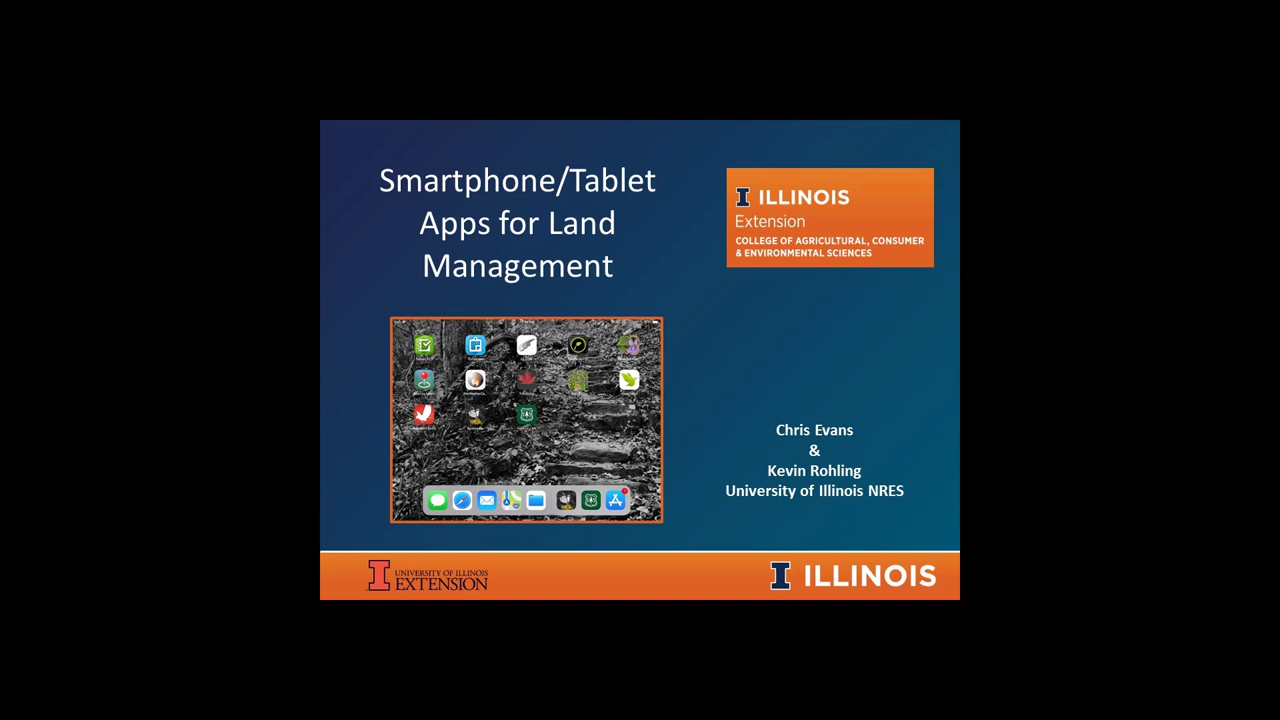 Smartphone/Tablet
Apps for Land
Management
I ILLINOIS
Extension
COLLEGE OF AGRICULTURAL, CONSUMER
& ENVIRONMENTAL SCIENCES
Chris Evans
&
Kevin Rohling
University of Illinois NRES
I UNIVERSITY OF ILLINOIS
EXTENSION
I ILLINOIS